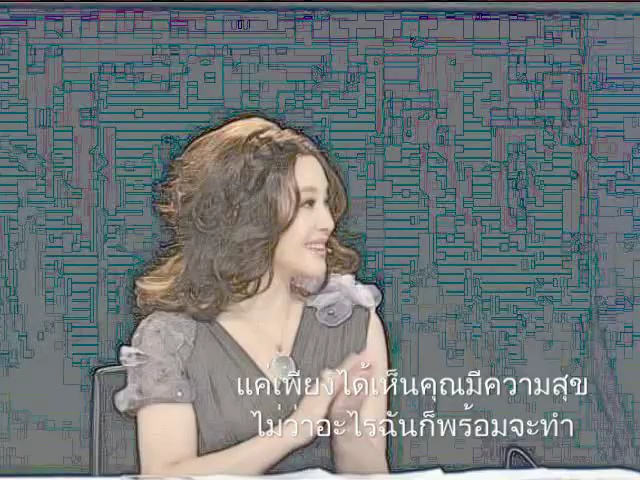 แค่เพียงได้เห็นคุณมีความสุข
ไม่ว่าอะไรฉันก็พร้อมจะทำ